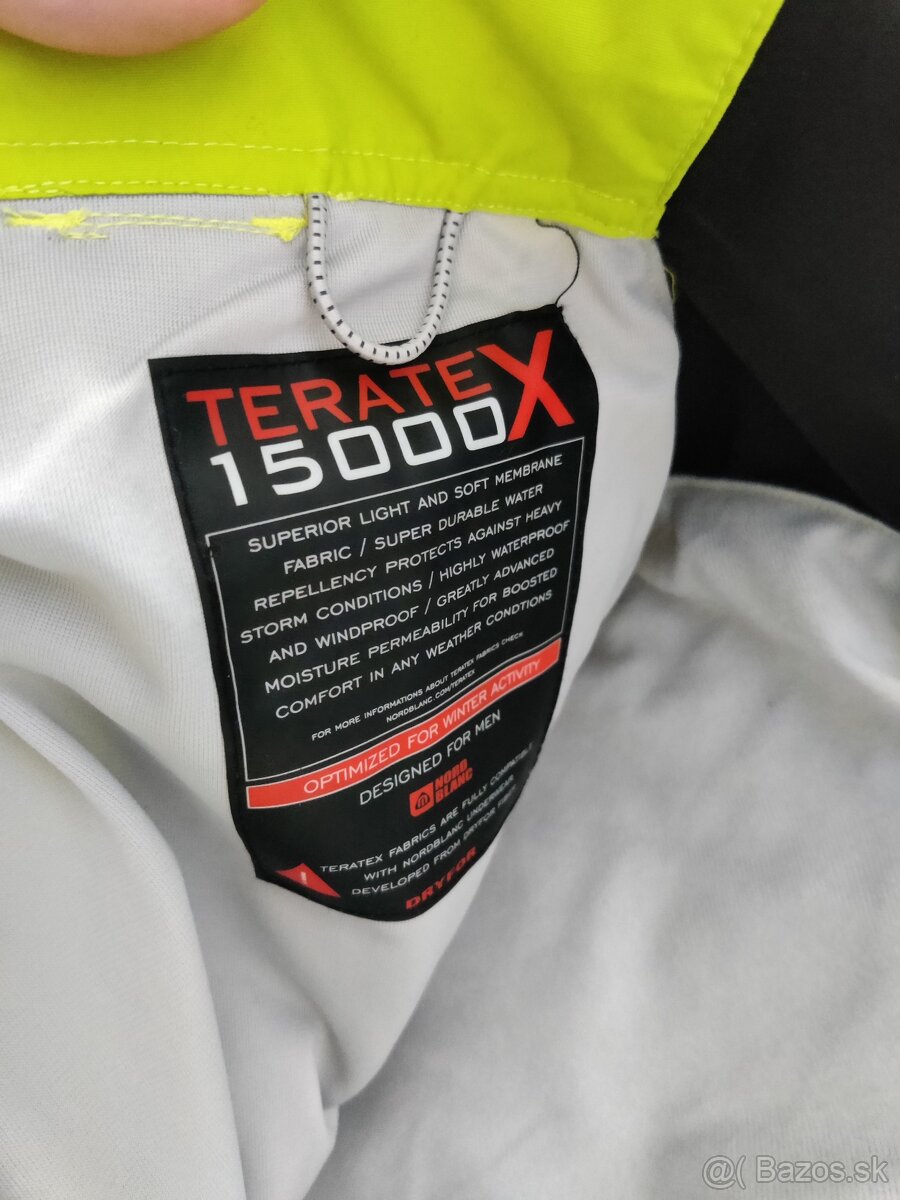 TERATEX
15000
SUPERIOR LIGHT AND SOFT MEMBRANE
FABRIC / SUPER DURABLE WATER
REPELLENCY PROTECTS AGAINST HEAVY
STORM CONDITIONS / HIGHLY WATERPROOF
AND WINDPROOF / GREATLY ADVANCED
MOISTURE PERMEABILITY FOR BOOSTED
COMFORT IN ANY WEATHER CONDTIONS
FOR MORE INFORMATIONS ABOUT TERATEX FABRICS CHECK
NORDBLANC.COM/TERATEX
OPTIMIZED FOR WINTER ACTIVITY
DESIGNED FOR MEN
NORD
BLANC
!
TERATEX FABRICS ARE FULLY COMPATIBLE
WITH NORDBLANC UNDERWEAR
DEVELOPED FROM DRYFOR FIBER
DRYFOR
@( Bazos.sk